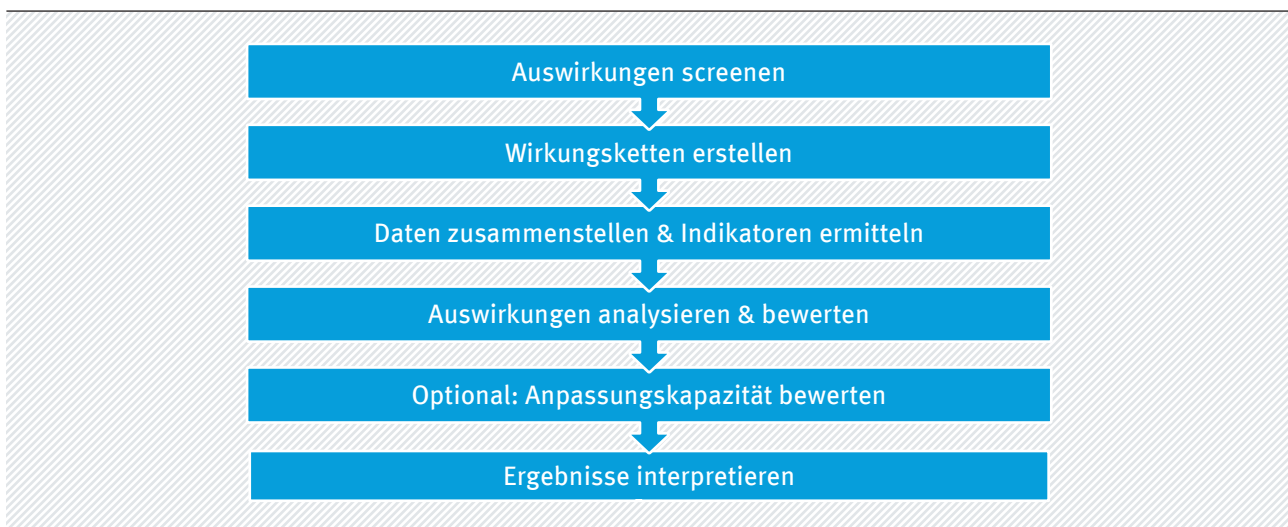 Auswirkungen screenen
Wirkungsketten erstellen
Daten zusammenstellen & Indikatoren ermitteln
Auswirkungen analysieren & bewerten
Optional: Anpassungskapazität bewerten
Ergebnisse interpretieren